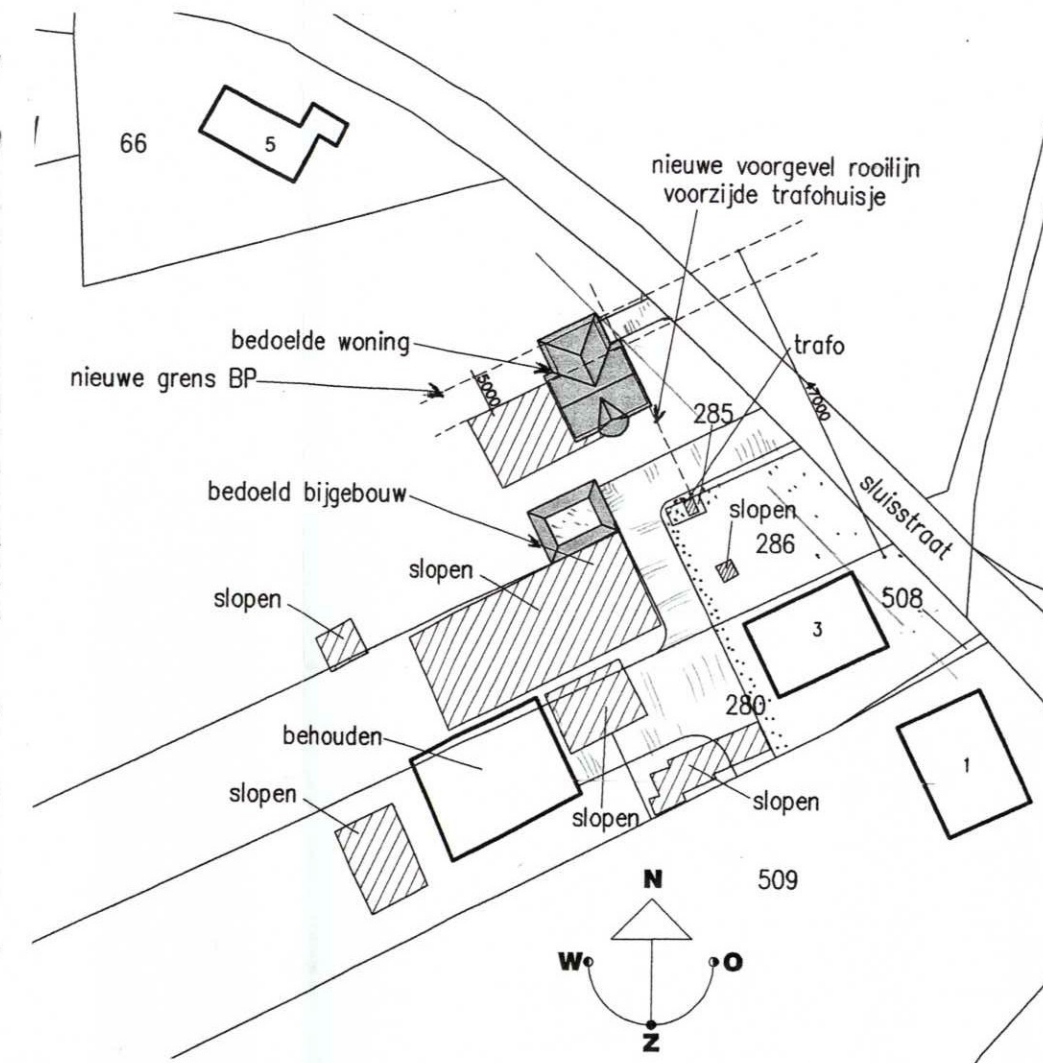 66
5
nieuwe voorgevel rooilijn
voorzijde trafohuisje
bedoelde woning
nieuwe grens BP
5000
trafo
285
47000
sluisstraat
bedoeld bijgebouw
slopen
286
slopen
slopen
508
3
280
behouden
slopen
slopen
slopen
1
509
N
W
O
Z